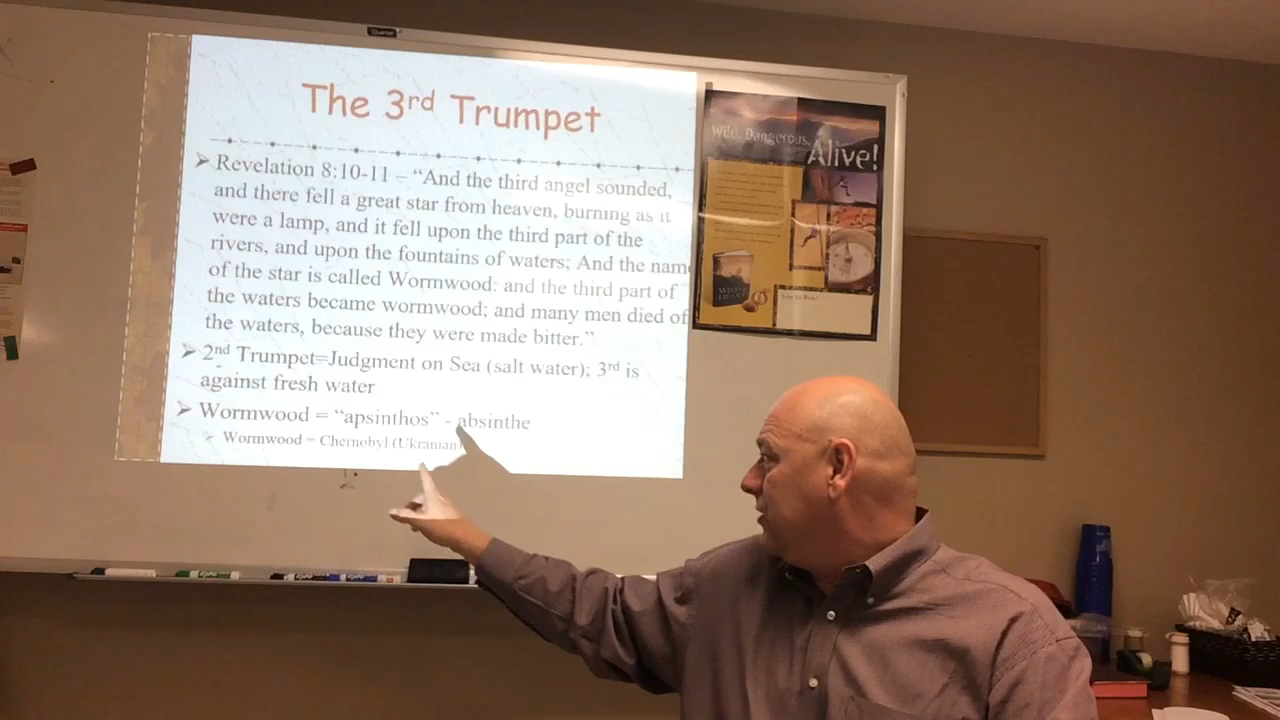 The 3rd Trumpet
➢ Revelation 8:10-11 – “And the third angel sounded,
and there fell a great star from heaven, burning as it
were a lamp, and it fell upon the third part of the
rivers, and upon the fountains of waters; And the name
of the star is called Wormwood: and the third part of
the waters became wormwood; and many men died of
the waters, because they were made bitter.”
➢ 2nd Trumpet=Judgment on Sea (salt water); 3rd is
against fresh water
➢ Wormwood = “apsinthos” - absinthe
➢ Wormwood = Chernobyl (Ukranian)
Wild, Dangerous,
Alive!
WILD at
HEART